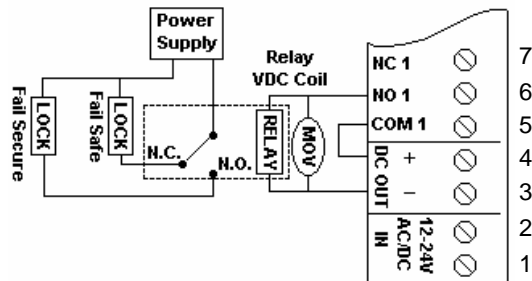 Power
Supply
Relay
VDC Coil
Fail Secure
LOCK
Fail Safe
LOCK
N.C.
N.O.
RELAY
MOV
NC 1
7
NO 1
6
COM 1
5
DC OUT
+
4
–
3
12-24V
AC/DC
IN
2
1